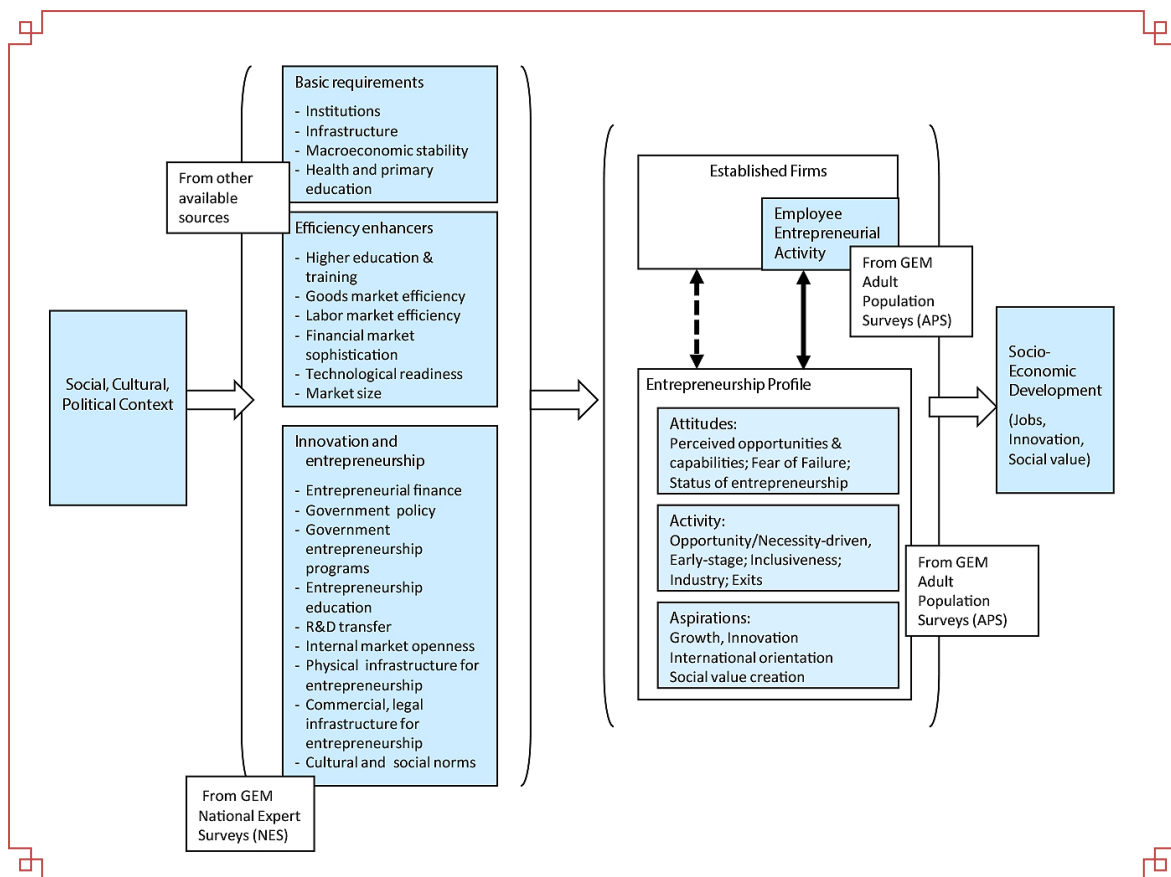 Social, Cultural,
Political Context
From other
available
sources
Basic requirements
- Institutions
- Infrastructure
- Macroeconomic stability
- Health and primary
education
Efficiency enhancers
- Higher education &
training
- Goods market efficiency
- Labor market efficiency
- Financial market
sophistication
- Technological readiness
- Market size
Innovation and
entrepreneurship
- Entrepreneurial finance
- Government policy
- Government
entrepreneurship
programs
- Entrepreneurship
education
- R&D transfer
- Internal market openness
- Physical infrastructure for
entrepreneurship
- Commercial, legal
infrastructure for
entrepreneurship
- Cultural and social norms
From GEM
National Expert
Surveys (NES)
Established Firms
Employee
Entrepreneurial
Activity
From GEM
Adult
Population
Surveys (APS)
Entrepreneurship Profile
Attitudes:
Perceived opportunities &
capabilities; Fear of Failure;
Status of entrepreneurship
Activity:
Opportunity/Necessity-driven,
Early-stage; Inclusiveness;
Industry; Exits
Aspirations:
Growth, Innovation
International orientation
Social value creation
From GEM
Adult
Population
Surveys (APS)
Socio-
Economic
Development
(Jobs,
Innovation,
Social value)